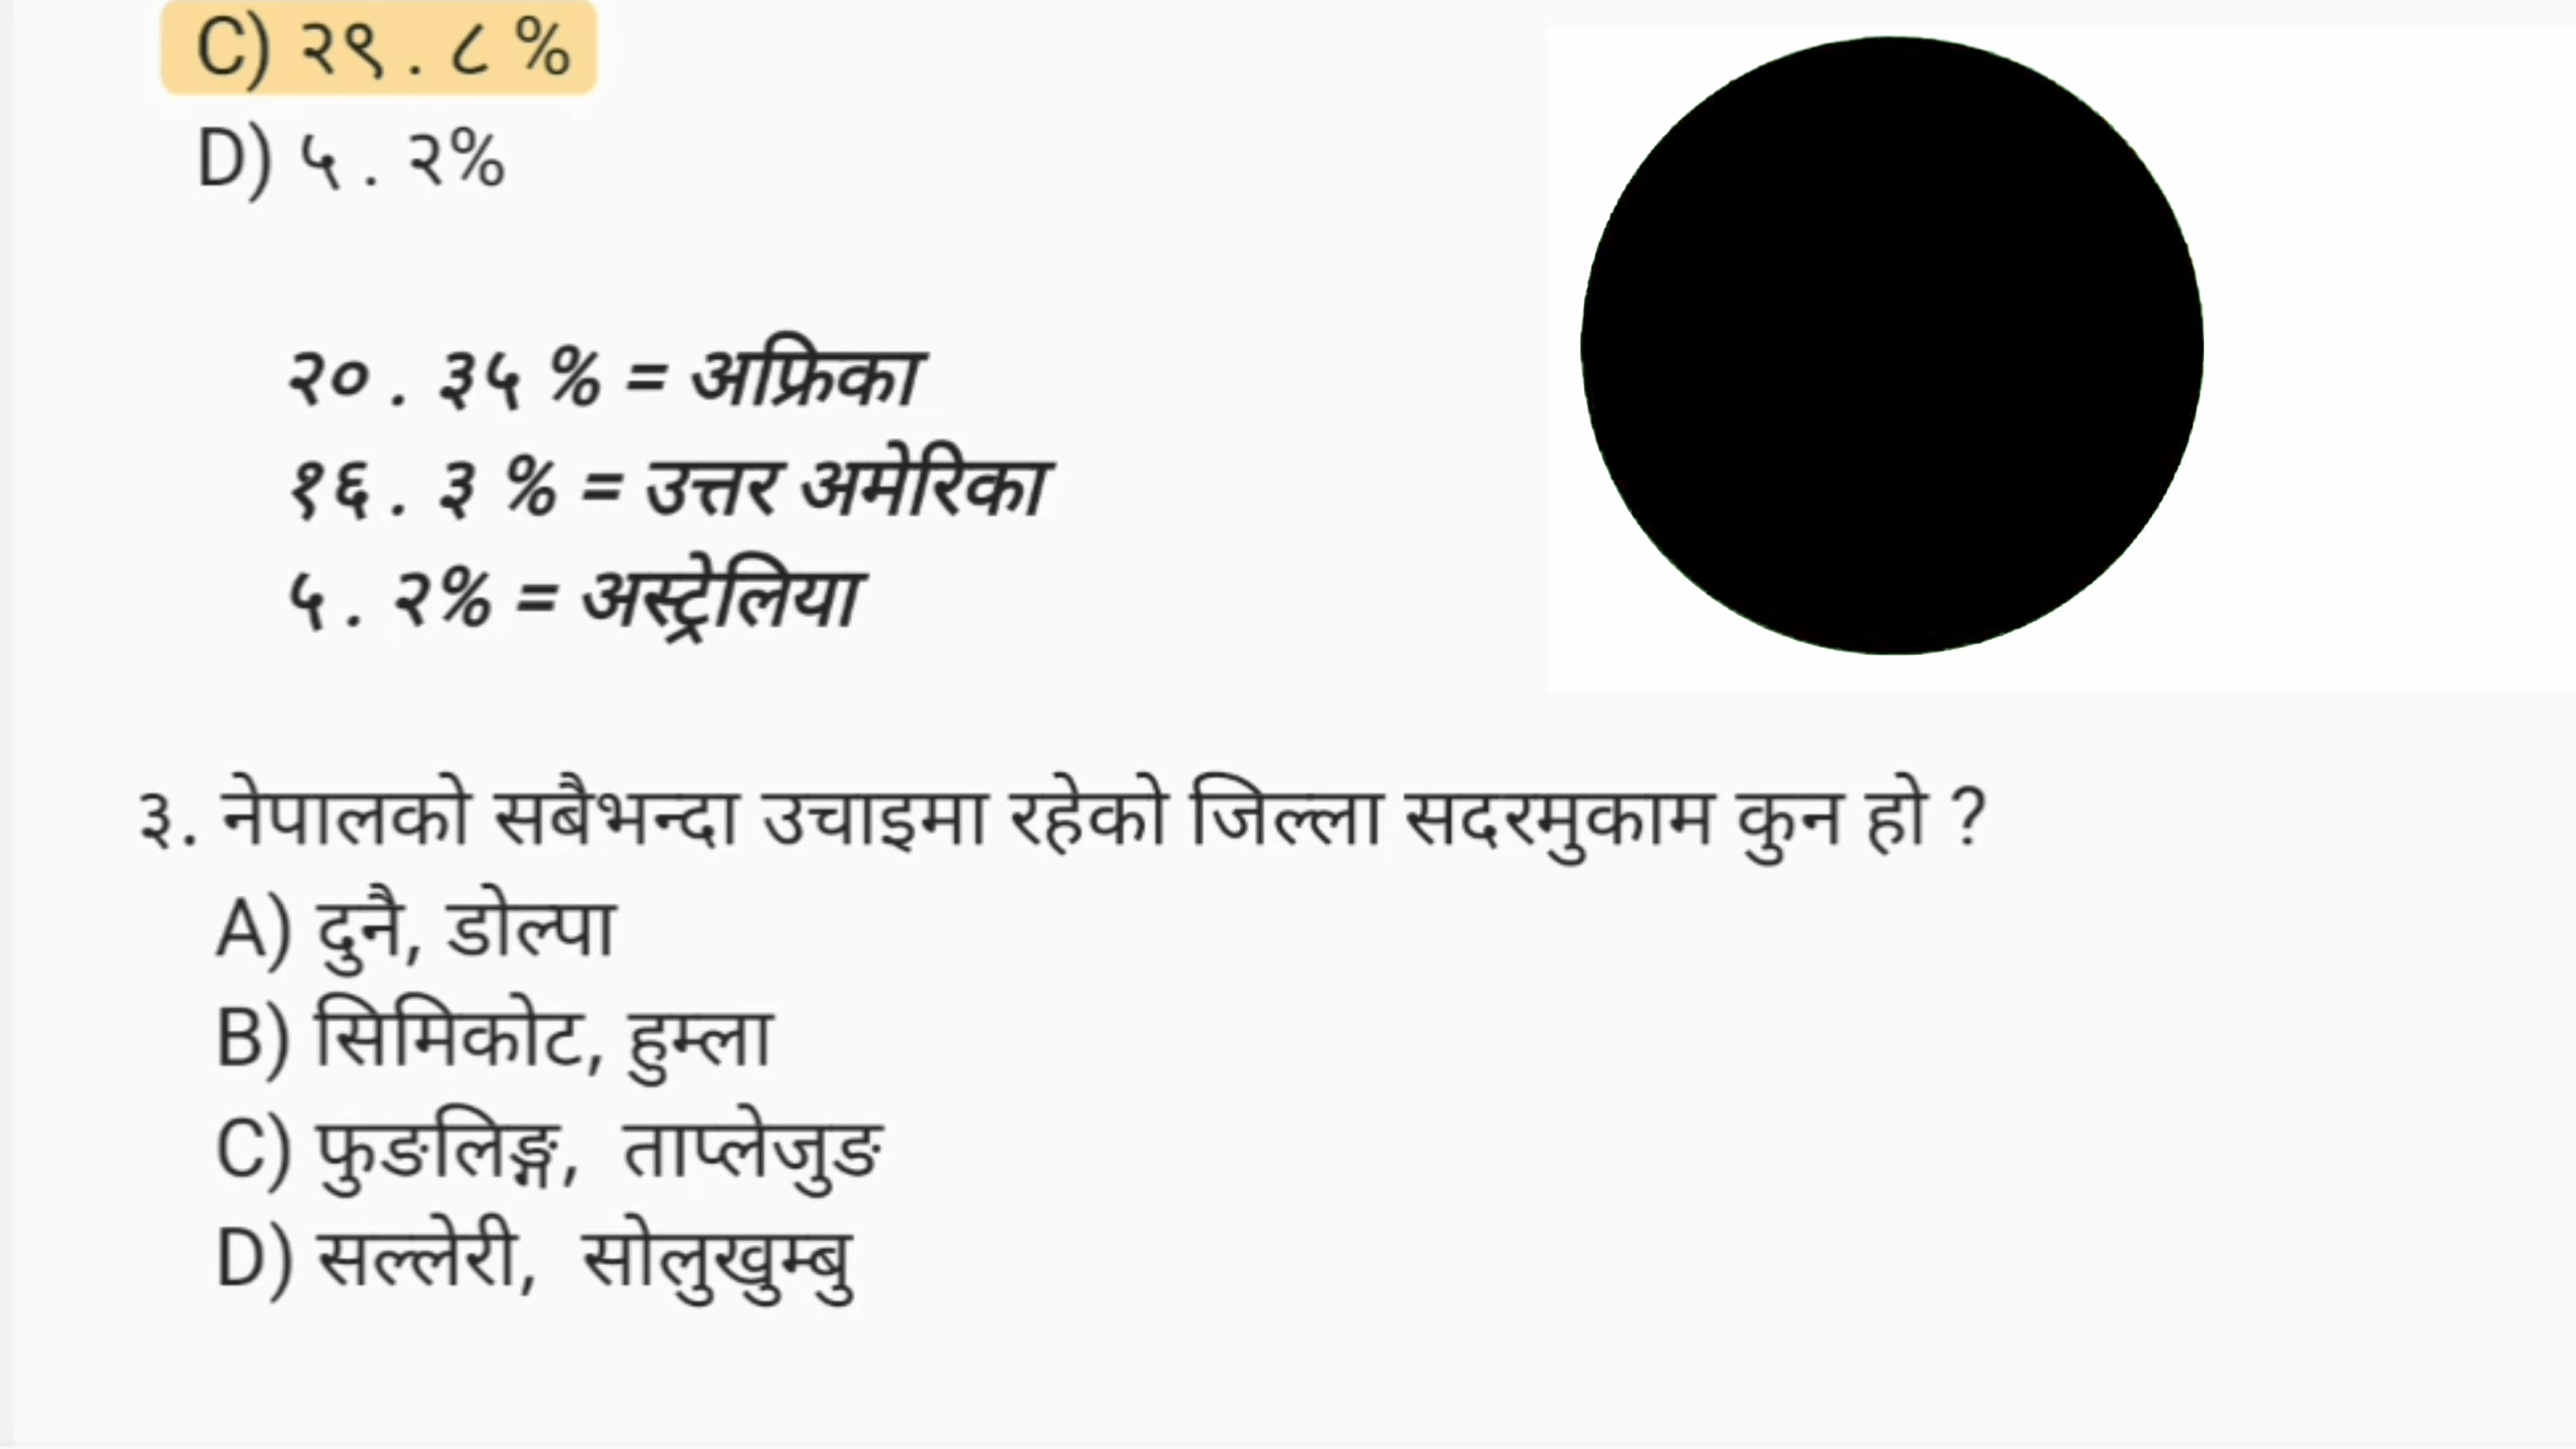 C) २९ . ८ %
D) ५ . २%
२० . ३५ % = अफ्रिका
१६ . ३ % = उत्तर अमेरिका
५ . २% = अस्ट्रेलिया
३. नेपालको सबैभन्दा उचाइमा रहेको जिल्ला सदरमुकाम कुन हो ?
A) दुनै, डोल्पा
B) सिमिकोट, हुम्ला
C) फुङलिङ्ग, ताप्लेजुङ
D) सल्लेरी, सोलुखुम्बु